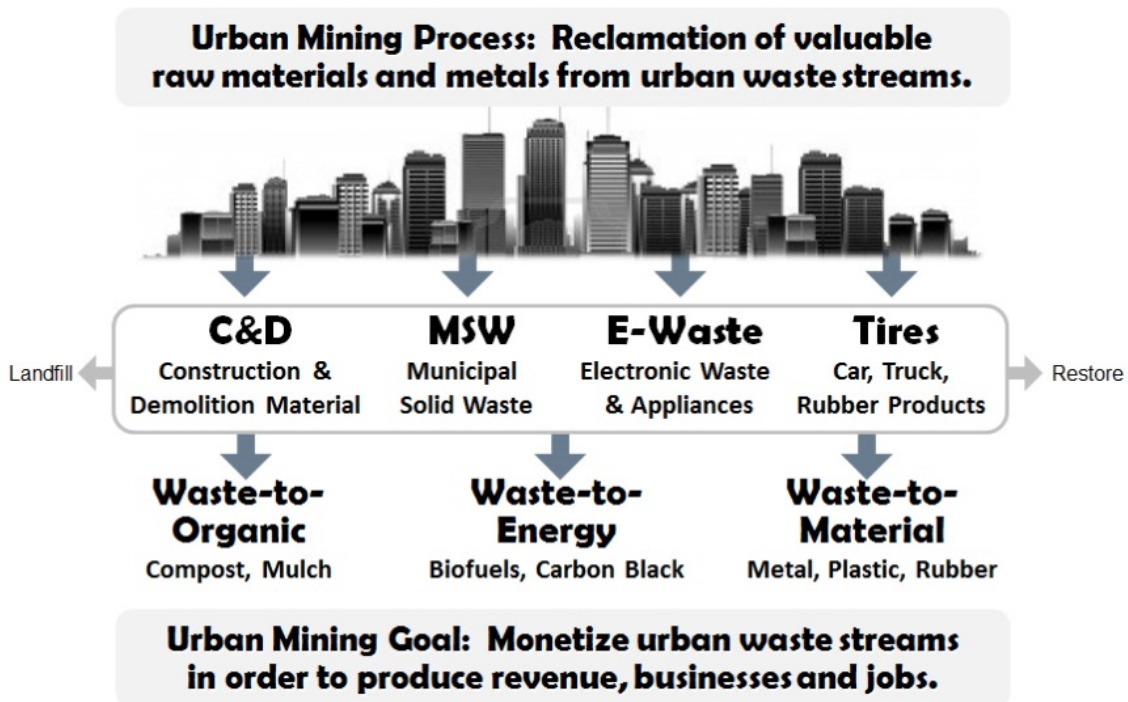 Urban Mining Process: Reclamation of valuable
raw materials and metals from urban waste streams.
C&D
Construction &
Demolition Material
MSW
Municipal
Solid Waste
E-Waste
Electronic Waste
& Appliances
Tires
Car, Truck,
Rubber Products
Landfill
Restore
Waste-to-
Organic
Compost, Mulch
Waste-to-
Energy
Biofuels, Carbon Black
Waste-to-
Material
Metal, Plastic, Rubber
Urban Mining Goal: Monetize urban waste streams
in order to produce revenue, businesses and jobs.